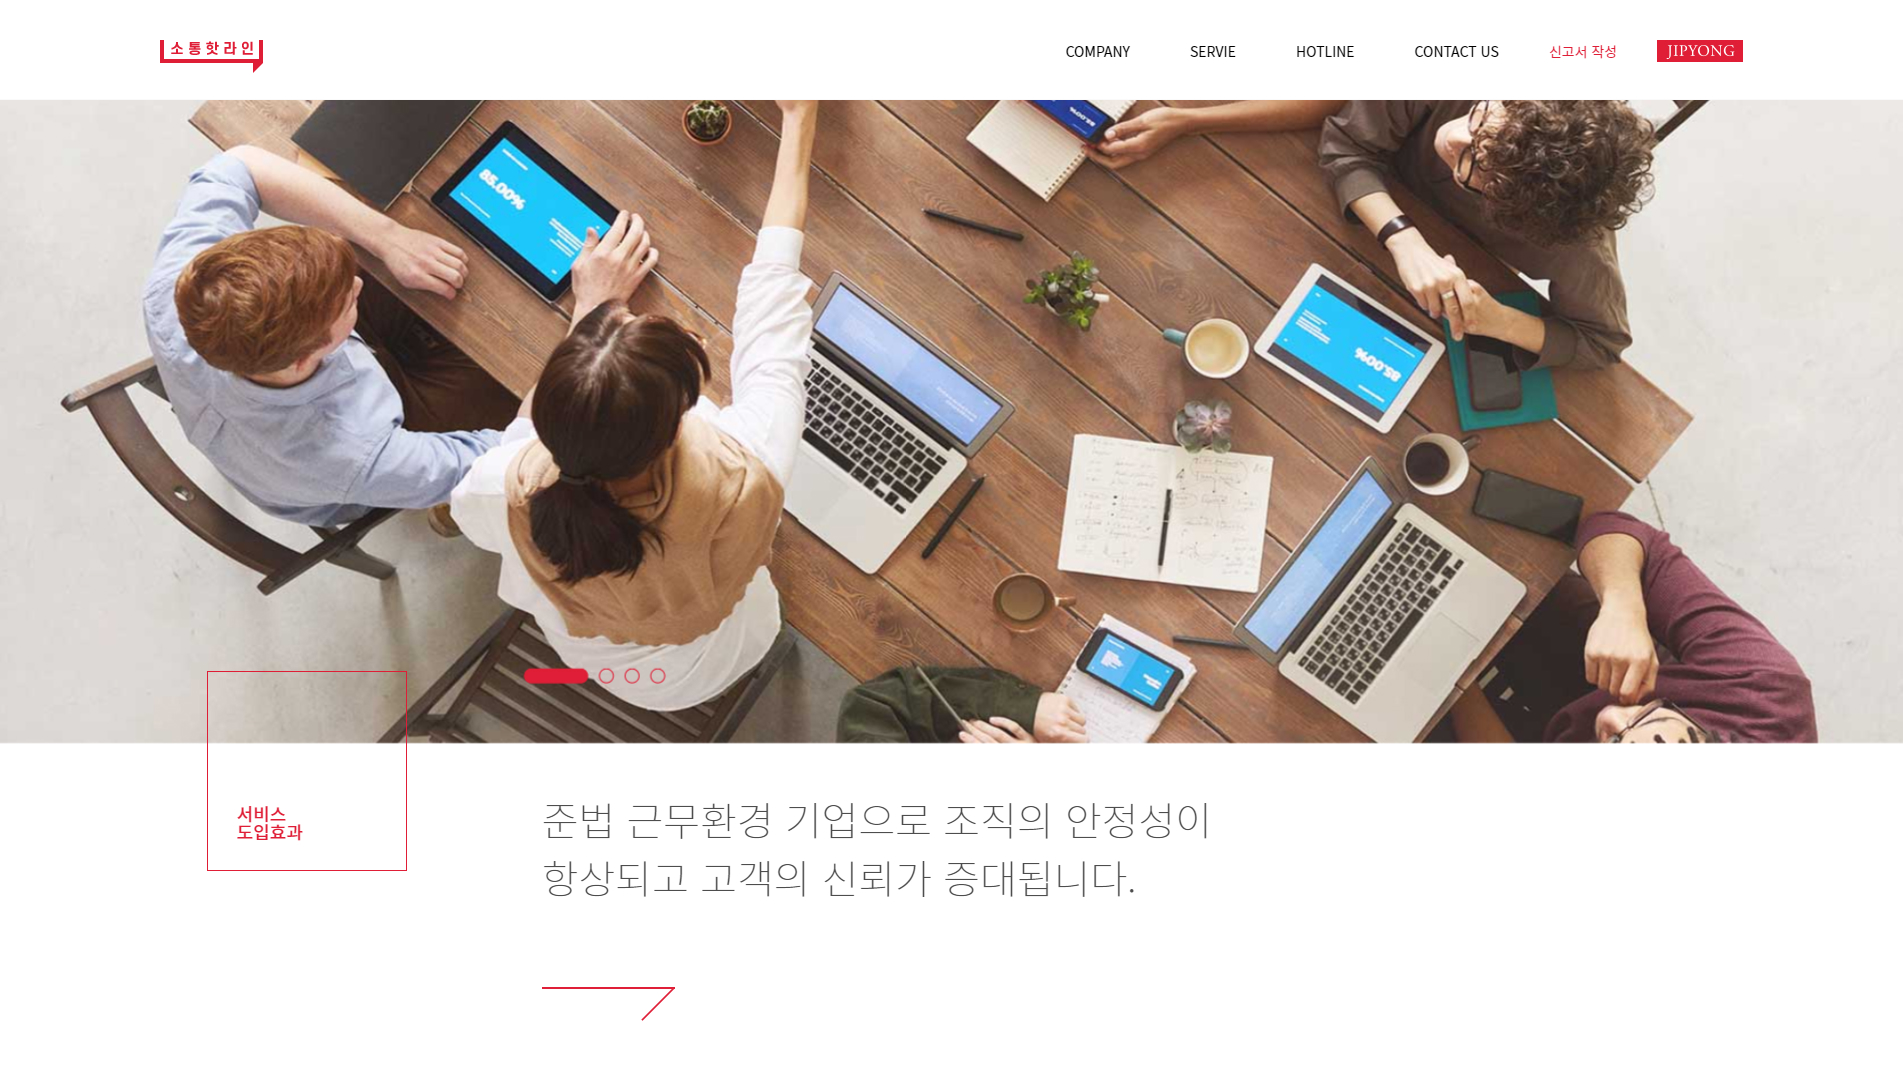 소통핫라인
COMPANY
SERVIE
HOTLINE
CONTACT US
신고서 작성
JIPYONG
85.00%
85.00%
85.00%
서비스
도입효과
준법 근무환경 기업으로 조직의 안정성이
항상되고 고객의 신뢰가 증대됩니다.